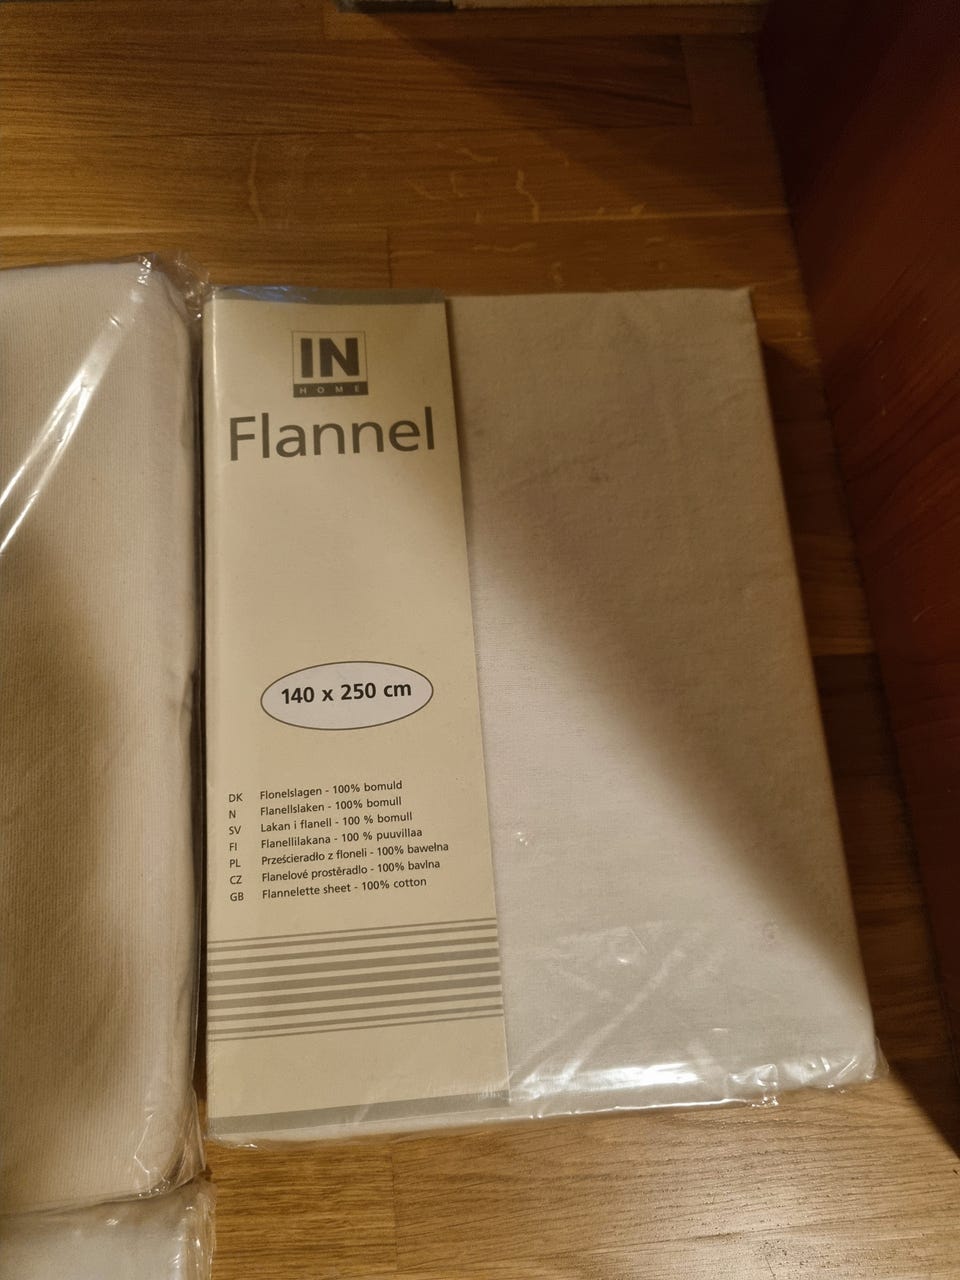 IN
HOME
Flannel
140 x 250 cm
DK Flonelslagen - 100% bomuld
N Flanellslaken - 100% bomull
SV Lakan i flanell - 100 % bomull
FI Flanellilakana - 100 % puuvillaa
PL Prześcieradło z floneli - 100% bawełna
CZ Flanelové prostěradlo - 100% bavlna
GB Flannelette sheet - 100% cotton